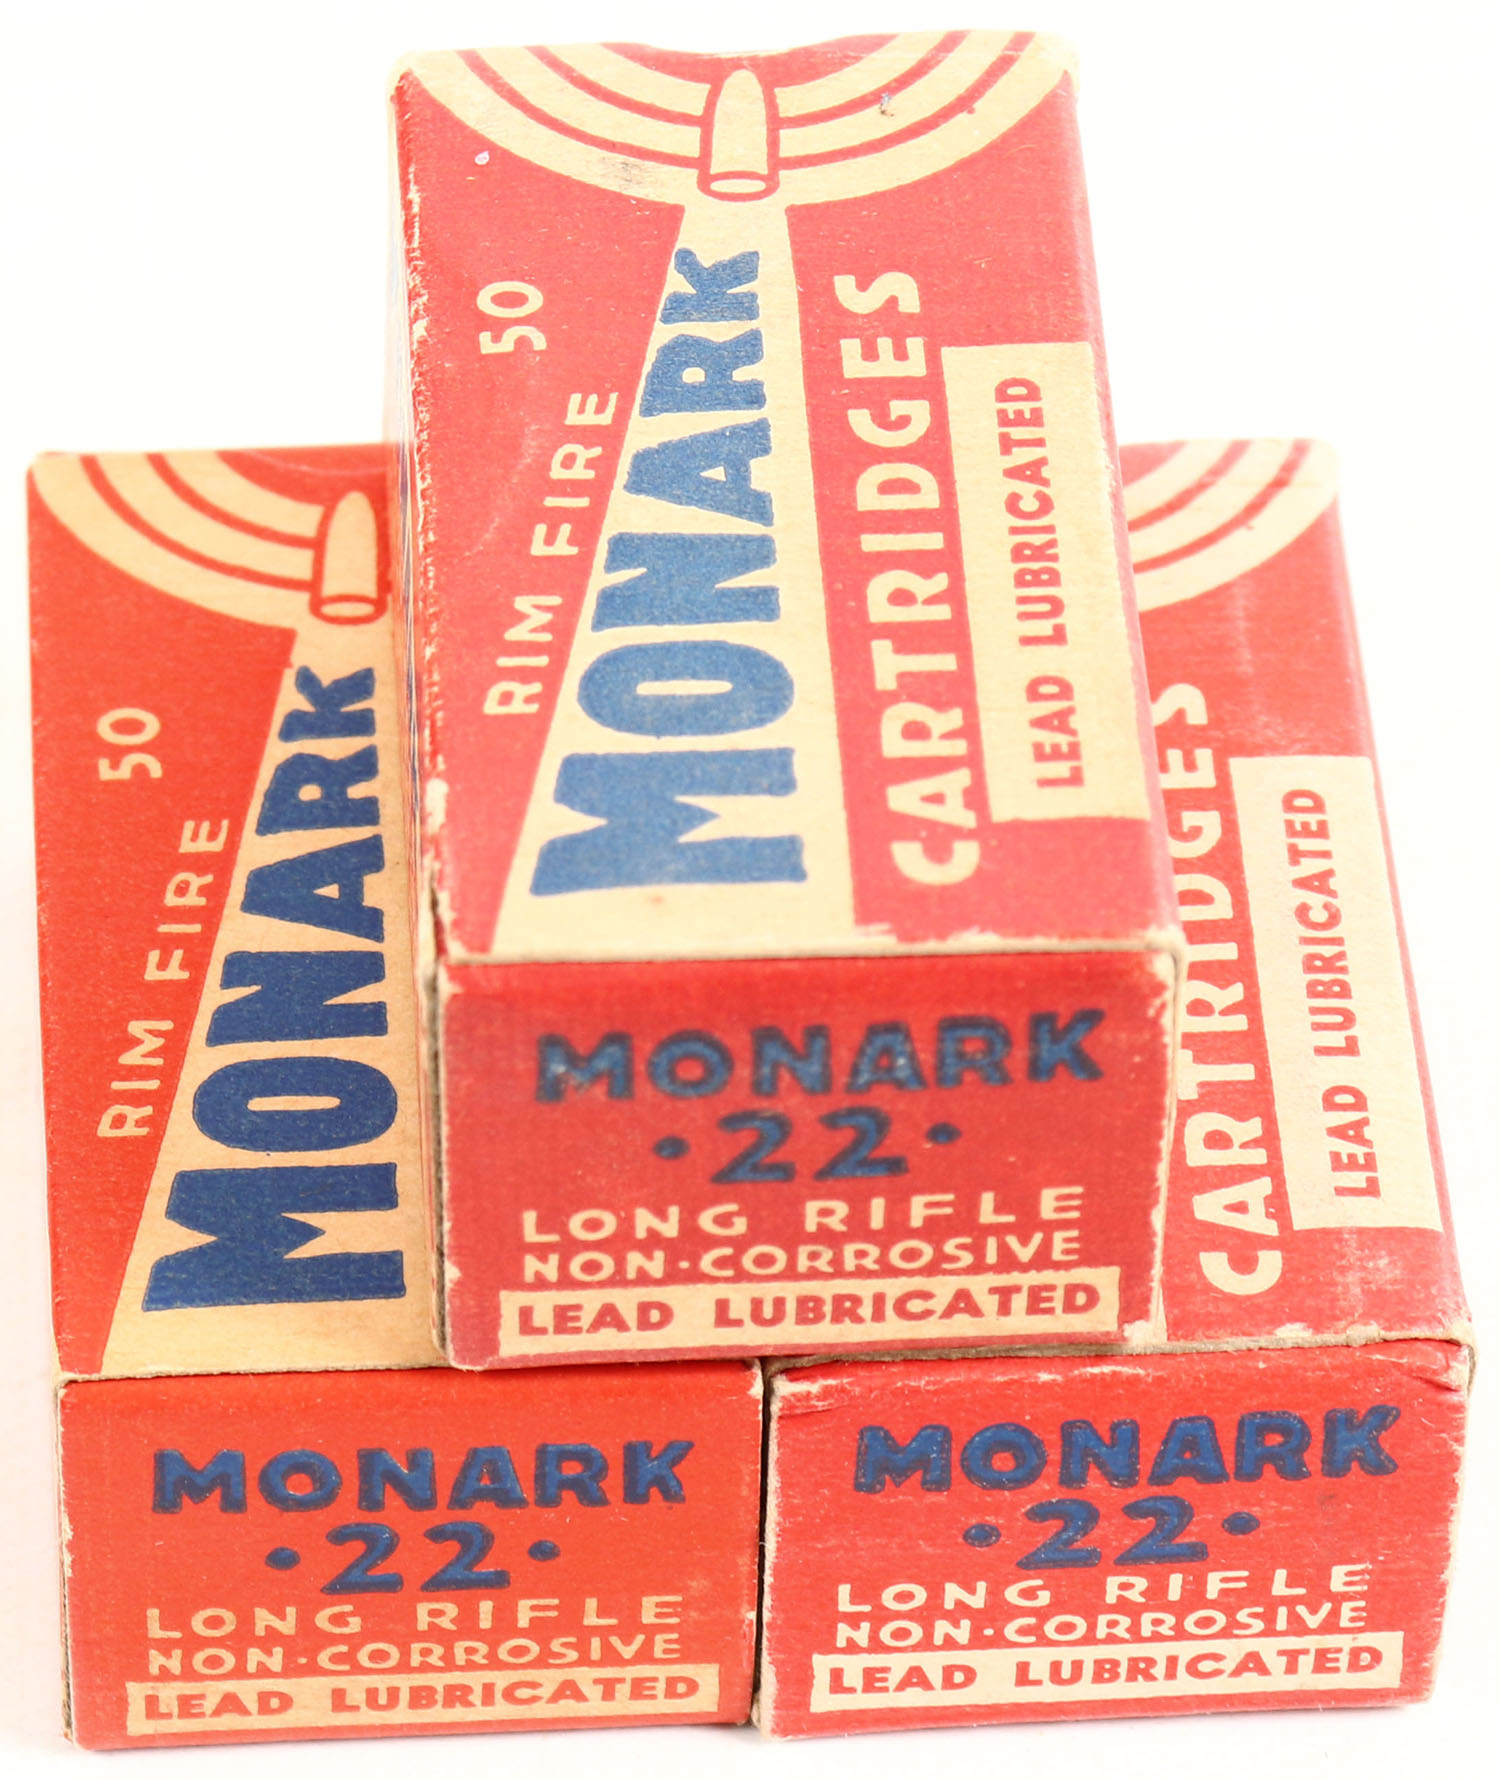 50
RIM FIRE
MONARK
CARTRIDGES
LEAD LUBRICATED
MONARK
·22·
LONG RIFLE
NON-CORROSIVE
LEAD LUBRICATED
50
RIM FIRE
MONARK
MONARK
·22·
LONG RIFLE
NON-CORROSIVE
LEAD LUBRICATED
CARTRIDGES
LEAD LUBRICATED
MONARK
·22·
LONG RIFLE
NON-CORROSIVE
LEAD LUBRICATED